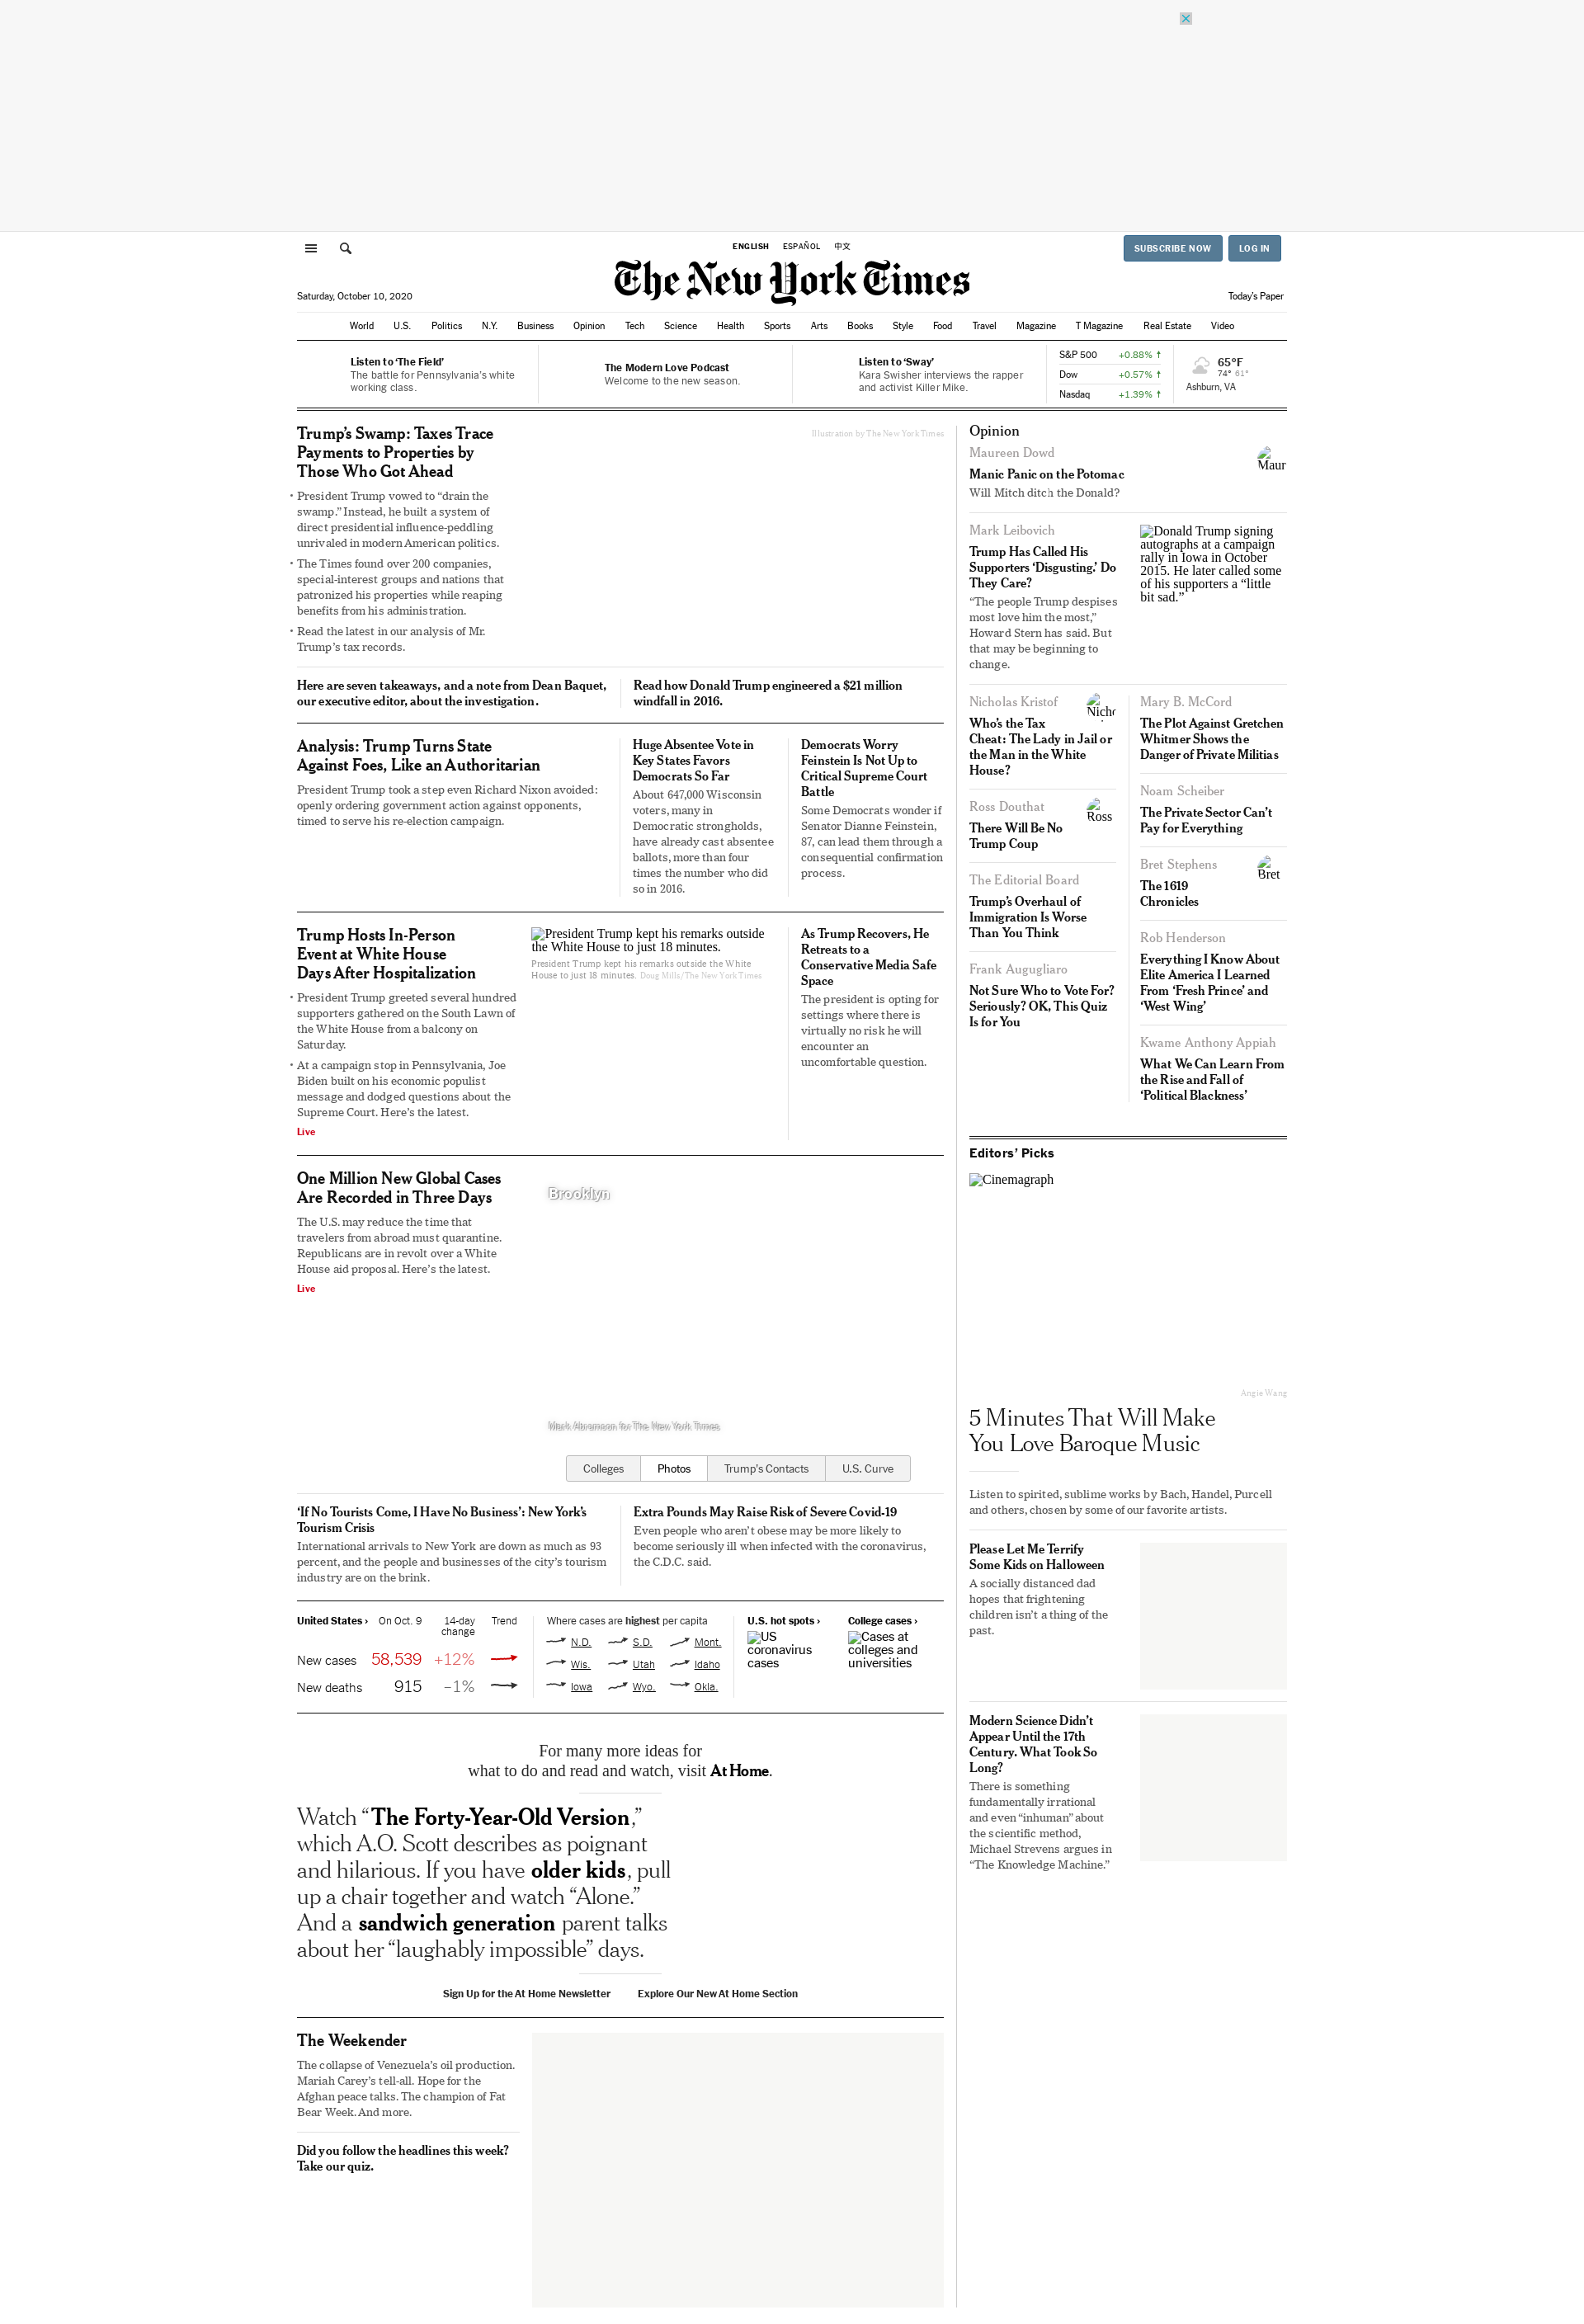 ENGLISH ESPAÑOL 中文
SUBSCRIBE NOW LOG IN
The New York Times
Saturday, October 10, 2020
Today's Paper
World U.S. Politics N.Y. Business Opinion Tech Science Health Sports Arts Books Style Food Travel Magazine T Magazine Real Estate Video
Listen to ‘The Field’
The battle for Pennsylvania's white
working class.
The Modern Love Podcast
Welcome to the new season.
Listen to ‘Sway’
Kara Swisher interviews the rapper
and activist Killer Mike.
S&P 500 +0.88% ↑
Dow +0.57% ↑
Nasdaq +1.39% ↑
65°F
74° 61°
Ashburn, VA
Trump’s Swamp: Taxes Trace
Payments to Properties by
Those Who Got Ahead
• President Trump vowed to “drain the
swamp.” Instead, he built a system of
direct presidential influence-peddling
unrivaled in modern American politics.
• The Times found over 200 companies,
special-interest groups and nations that
patronized his properties while reaping
benefits from his administration.
• Read the latest in our analysis of Mr.
Trump’s tax records.
Illustration by The New York Times
Here are seven takeaways, and a note from Dean Baquet,
our executive editor, about the investigation.
Read how Donald Trump engineered a $21 million
windfall in 2016.
Analysis: Trump Turns State
Against Foes, Like an Authoritarian
President Trump took a step even Richard Nixon avoided:
openly ordering government action against opponents,
timed to serve his re-election campaign.
Huge Absentee Vote in
Key States Favors
Democrats So Far
About 647,000 Wisconsin
voters, many in
Democratic strongholds,
have already cast absentee
ballots, more than four
times the number who did
so in 2016.
Democrats Worry
Feinstein Is Not Up to
Critical Supreme Court
Battle
Some Democrats wonder if
Senator Dianne Feinstein,
87, can lead them through a
consequential confirmation
process.
Trump Hosts In-Person
Event at White House
Days After Hospitalization
• President Trump greeted several hundred
supporters gathered on the South Lawn of
the White House from a balcony on
Saturday.
• At a campaign stop in Pennsylvania, Joe
Biden built on his economic populist
message and dodged questions about the
Supreme Court. Here’s the latest.
Live
President Trump kept his remarks outside
the White House to just 18 minutes.
President Trump kept his remarks outside the White
House to just 18 minutes. Doug Mills/The New York Times
As Trump Recovers, He
Retreats to a
Conservative Media Safe
Space
The president is opting for
settings where there is
virtually no risk he will
encounter an
uncomfortable question.
One Million New Global Cases
Are Recorded in Three Days
The U.S. may reduce the time that
travelers from abroad must quarantine.
Republicans are in revolt over a White
House aid proposal. Here’s the latest.
Live
Brooklyn
Mark Abramson for The New York Times
Colleges Photos Trump's Contacts U.S. Curve
‘If No Tourists Come, I Have No Business’: New York’s
Tourism Crisis
International arrivals to New York are down as much as 93
percent, and the people and businesses of the city’s tourism
industry are on the brink.
Extra Pounds May Raise Risk of Severe Covid-19
Even people who aren’t obese may be more likely to
become seriously ill when infected with the coronavirus,
the C.D.C. said.
United States › On Oct. 9 14-day
change Trend
New cases 58,539 +12%
New deaths 915 –1%
Where cases are highest per capita
N.D. S.D. Mont.
Wis. Utah Idaho
Iowa Wyo. Okla.
U.S. hot spots ›
US
coronavirus
cases
College cases ›
Cases at
colleges and
universities
For many more ideas for
what to do and read and watch, visit At Home.
Watch “The Forty-Year-Old Version,”
which A.O. Scott describes as poignant
and hilarious. If you have older kids, pull
up a chair together and watch “Alone.”
And a sandwich generation parent talks
about her “laughably impossible” days.
Sign Up for the At Home Newsletter Explore Our New At Home Section
The Weekender
The collapse of Venezuela’s oil production.
Mariah Carey’s tell-all. Hope for the
Afghan peace talks. The champion of Fat
Bear Week. And more.
Did you follow the headlines this week?
Take our quiz.
Opinion
Maureen Dowd
Manic Panic on the Potomac
Will Mitch ditch the Donald?
Maur
Mark Leibovich
Trump Has Called His
Supporters ‘Disgusting.’ Do
They Care?
“The people Trump despises
most love him the most,”
Howard Stern has said. But
that may be beginning to
change.
Donald Trump signing
autographs at a campaign
rally in Iowa in October
2015. He later called some
of his supporters a “little
bit sad.”
Nicholas Kristof
Who’s the Tax
Cheat: The Lady in Jail or
the Man in the White
House?
Niche
Ross Douthat
There Will Be No
Trump Coup
Ross
The Editorial Board
Trump’s Overhaul of
Immigration Is Worse
Than You Think
Frank Augugliaro
Not Sure Who to Vote For?
Seriously? OK, This Quiz
Is for You
Mary B. McCord
The Plot Against Gretchen
Whitmer Shows the
Danger of Private Militias
Noam Scheiber
The Private Sector Can’t
Pay for Everything
Bret Stephens
The 1619
Chronicles
Bret
Rob Henderson
Everything I Know About
Elite America I Learned
From ‘Fresh Prince’ and
‘West Wing’
Kwame Anthony Appiah
What We Can Learn From
the Rise and Fall of
‘Political Blackness’
Editors’ Picks
Cinemagraph
Angie Wang
5 Minutes That Will Make
You Love Baroque Music
Listen to spirited, sublime works by Bach, Handel, Purcell
and others, chosen by some of our favorite artists.
Please Let Me Terrify
Some Kids on Halloween
A socially distanced dad
hopes that frightening
children isn’t a thing of the
past.
Modern Science Didn’t
Appear Until the 17th
Century. What Took So
Long?
There is something
fundamentally irrational
and even “inhuman” about
the scientific method,
Michael Strevens argues in
“The Knowledge Machine.”